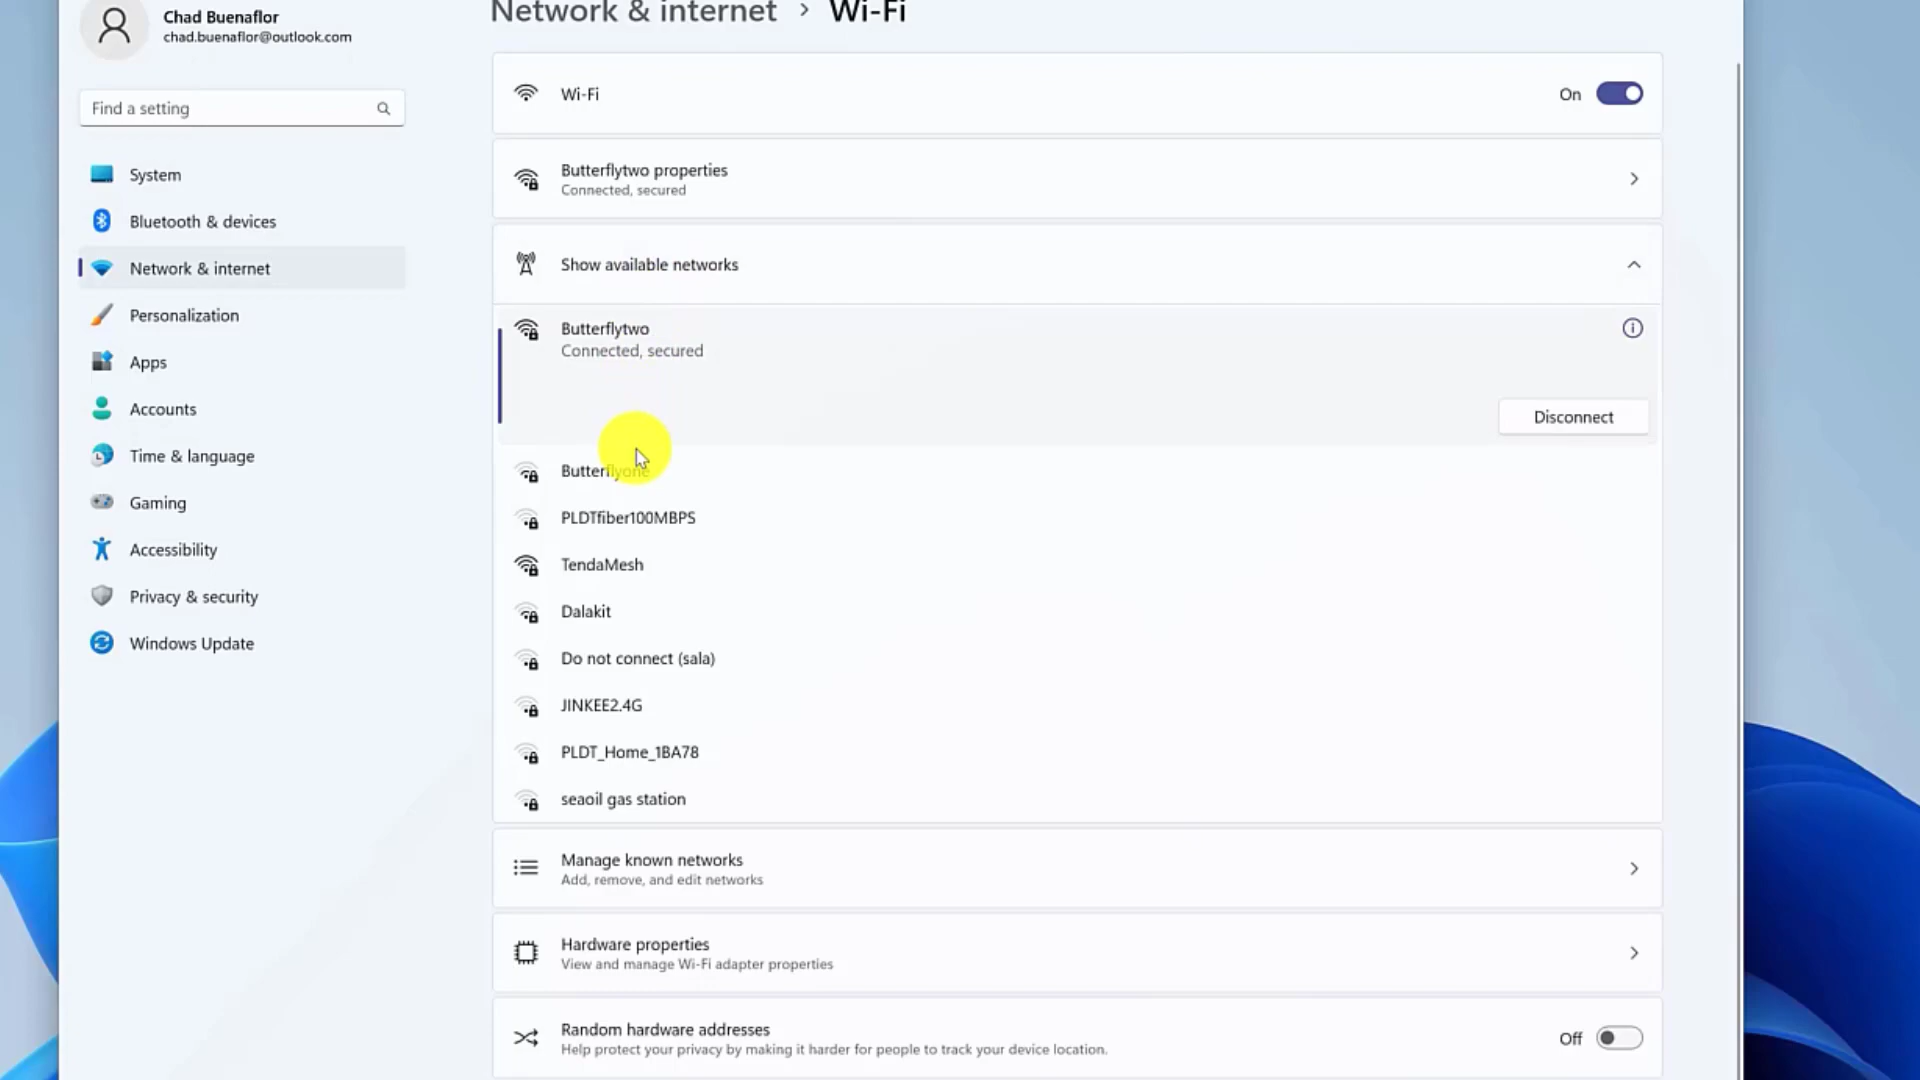 Chad Buenaflor
chad.buenaflor@outlook.com
Find a setting
System
Bluetooth & devices
Network & internet
Personalization
Apps
Accounts
Time & language
Gaming
Accessibility
Privacy & security
Windows Update
Network & internet > Wi-Fi
Wi-Fi
On
Butterflytwo properties
Connected, secured
Show available networks
Butterflytwo
Connected, secured
Disconnect
Butterflyone
PLDTfiber100MBPS
TendaMesh
Dalakit
Do not connect (sala)
JINKEE2.4G
PLDT_Home_1BA78
seaoil gas station
Manage known networks
Add, remove, and edit networks
Hardware properties
View and manage Wi-Fi adapter properties
Random hardware addresses
Help protect your privacy by making it harder for people to track your device location.
Off